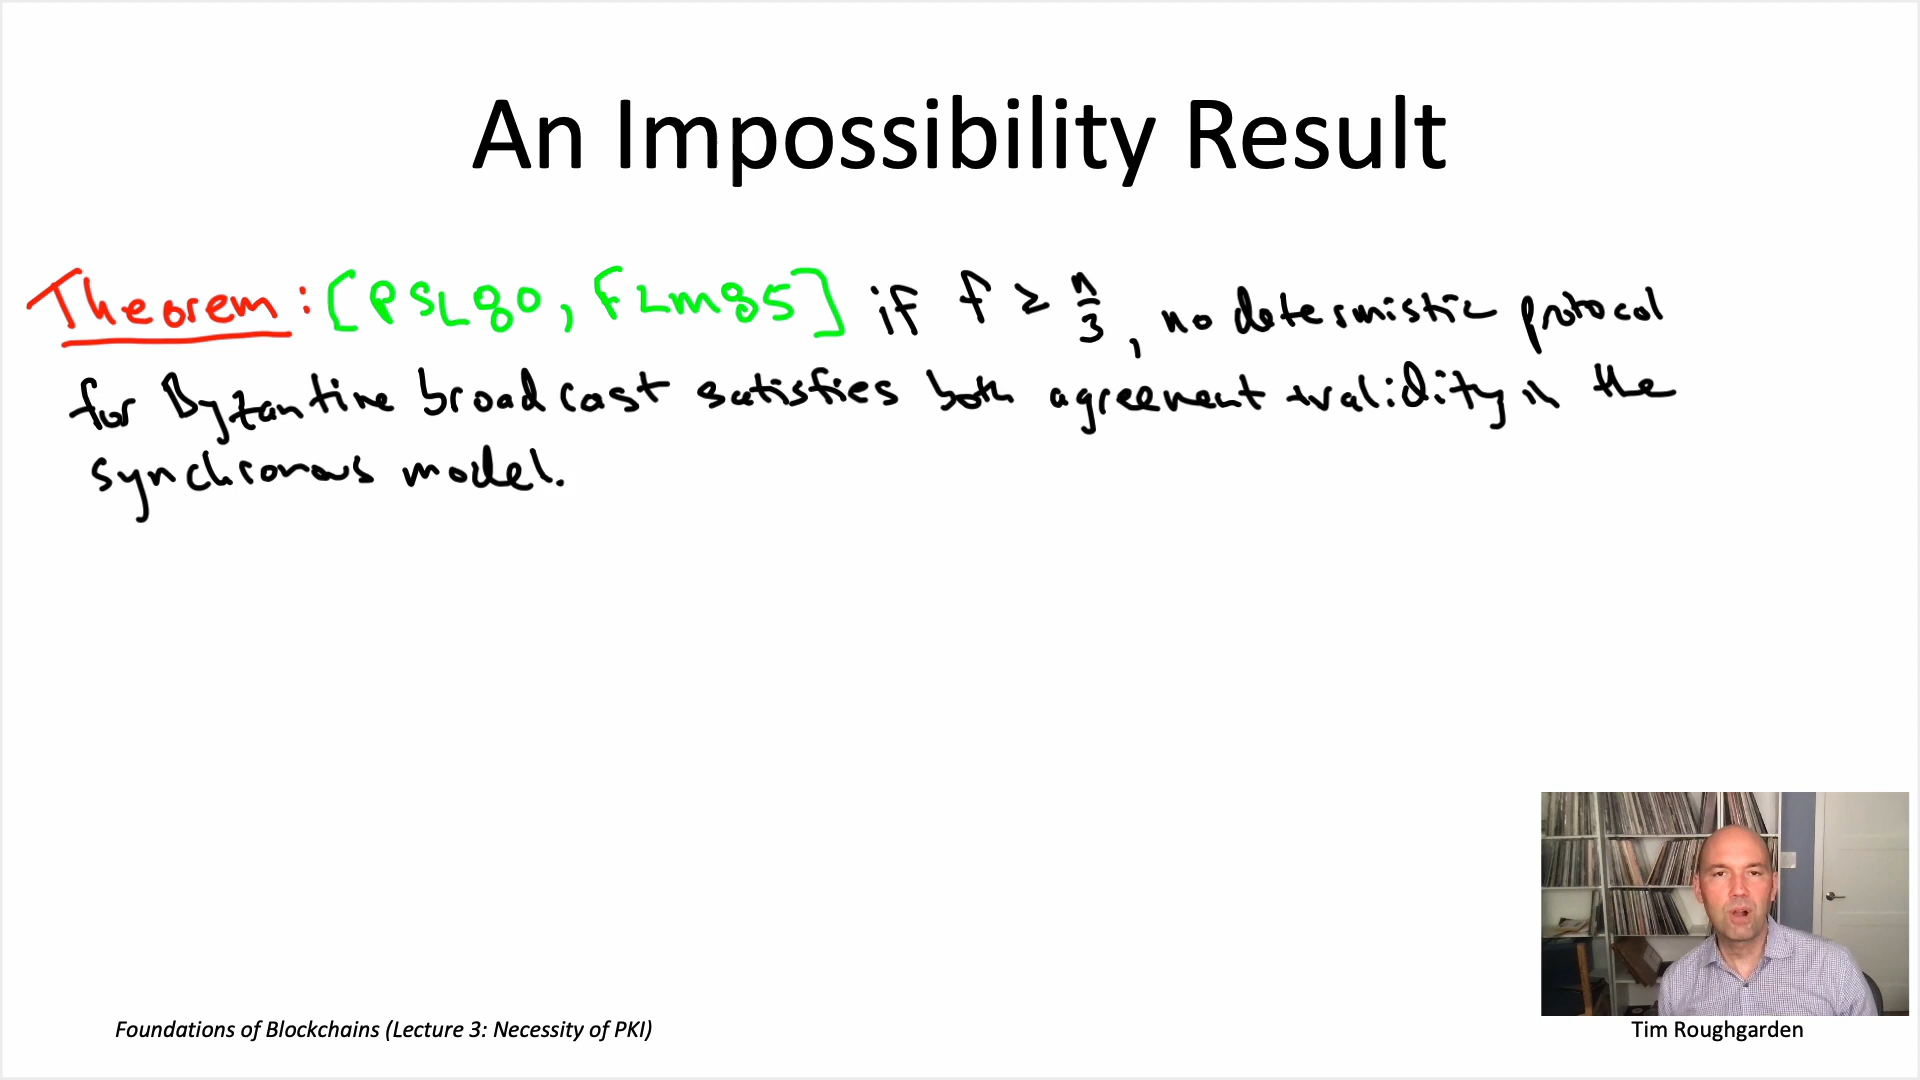 An Impossibility Result
Theorem: [PSL80, FLM85] if f ≥ n/3, no deterministic protocol
for Byzantine broadcast satisfies both agreement + validity in the
synchronous model.
Foundations of Blockchains (Lecture 3: Necessity of PKI)
Tim Roughgarden